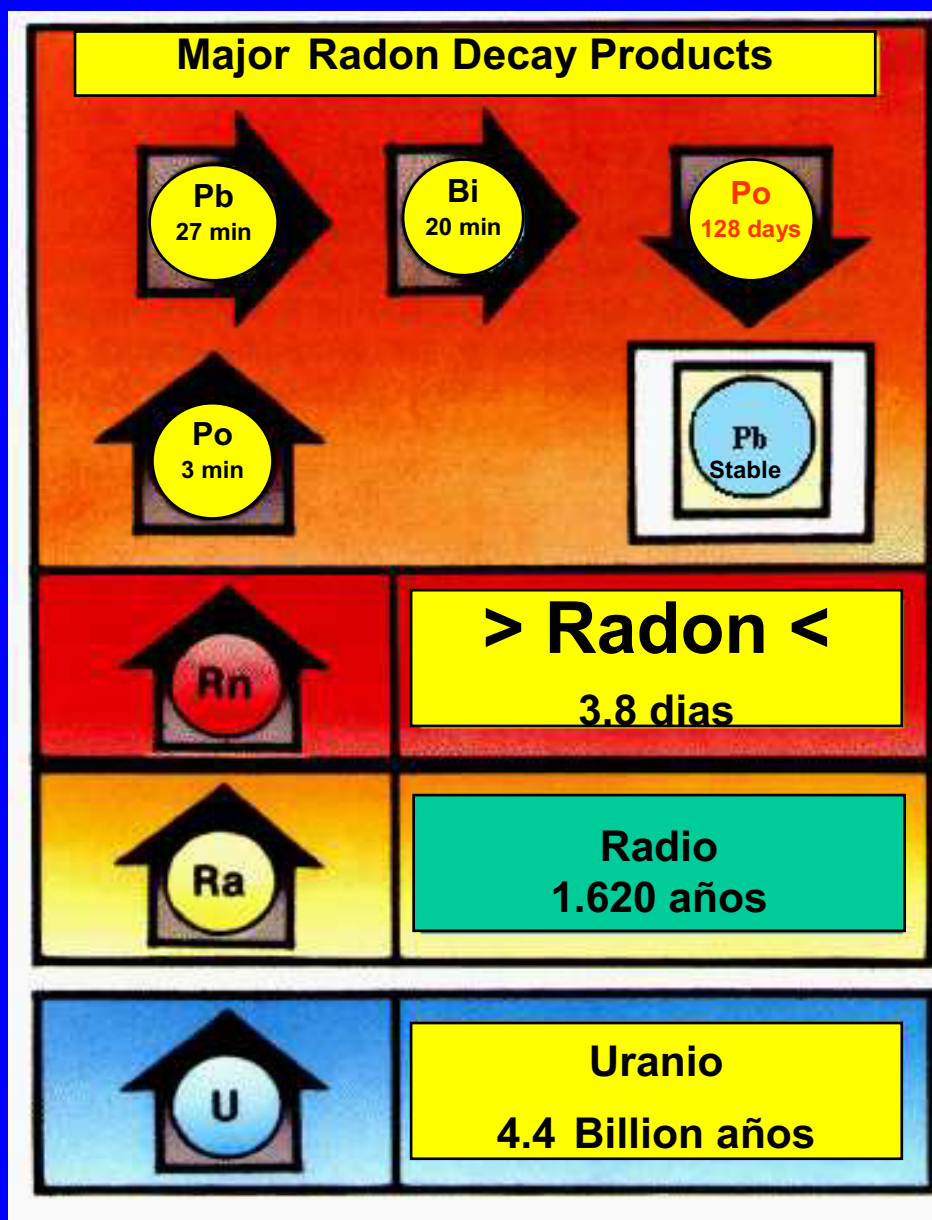 Major Radon Decay Products
Pb
27 min
Bi
20 min
Po
128 days
Po
3 min
Pb
Stable
Rn
> Radon <
3.8 dias
Ra
Radio
1.620 años
U
Uranio
4.4 Billion años